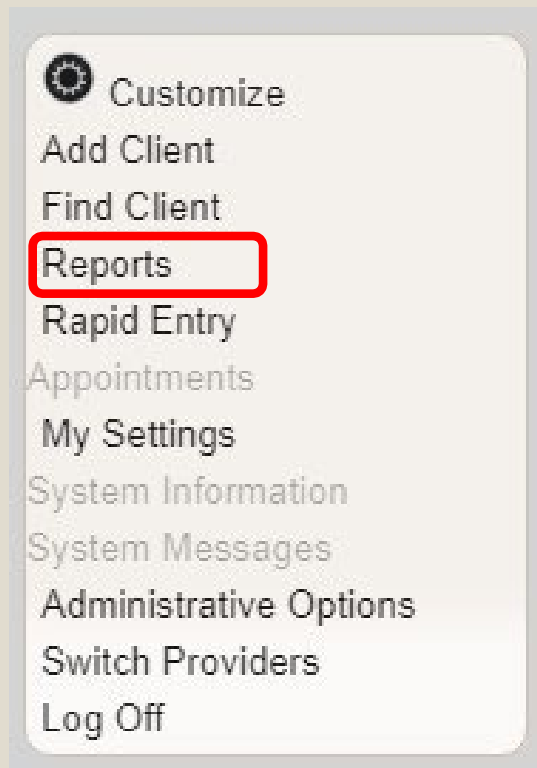 Customize
Add Client
Find Client
Reports
Rapid Entry
Appointments
My Settings
System Information
System Messages
Administrative Options
Switch Providers
Log Off